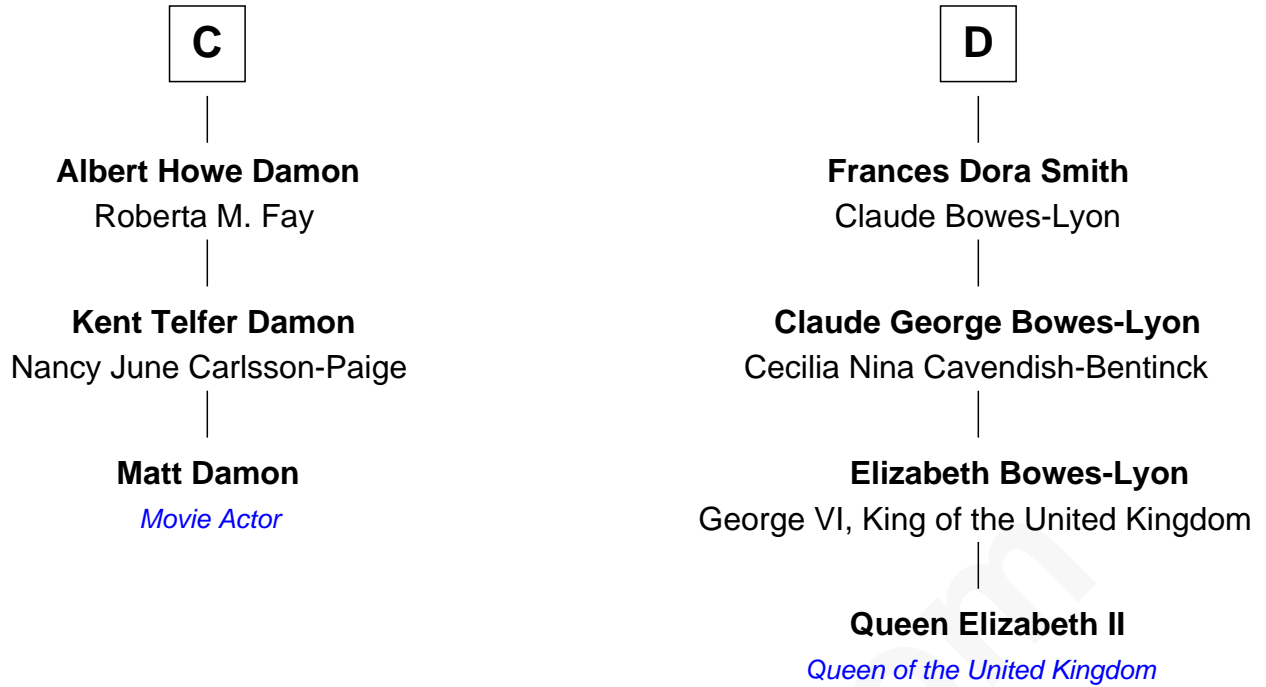 C
Albert Howe Damon
Roberta M. Fay
Kent Telfer Damon
Nancy June Carlsson-Paige
Matt Damon
Movie Actor
D
Frances Dora Smith
Claude Bowes-Lyon
Claude George Bowes-Lyon
Cecilia Nina Cavendish-Bentinck
Elizabeth Bowes-Lyon
George VI, King of the United Kingdom
Queen Elizabeth II
Queen of the United Kingdom